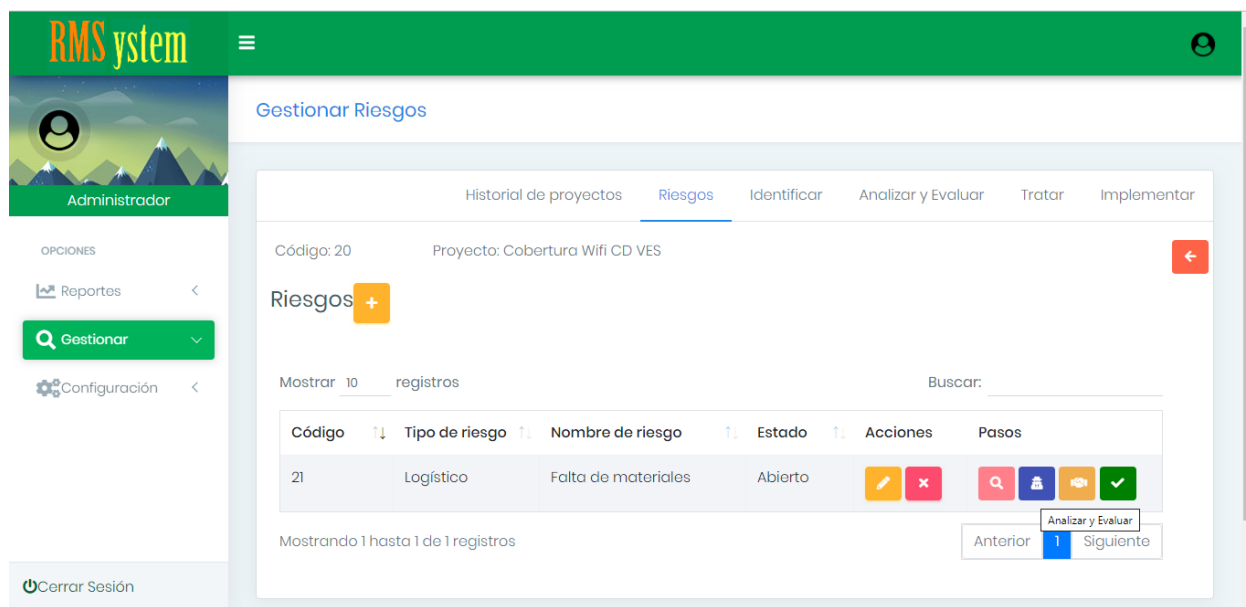 RMS ystem
Gestionar Riesgos
Administrador
Historial de proyectos Riesgos Identificar Analizar y Evaluar Tratar Implementar
OPCIONES
Código: 20 Proyecto: Cobertura Wifi CD VES
Reportes
Riesgos
Gestionar
Configuración
Mostrar 10 registros Buscar:
Código Tipo de riesgo Nombre de riesgo Estado Acciones Pasos
21 Logístico Falta de materiales Abierto
Analizar y Evaluar
Mostrando 1 hasta 1 de 1 registros Anterior 1 Siguiente
Cerrar Sesión